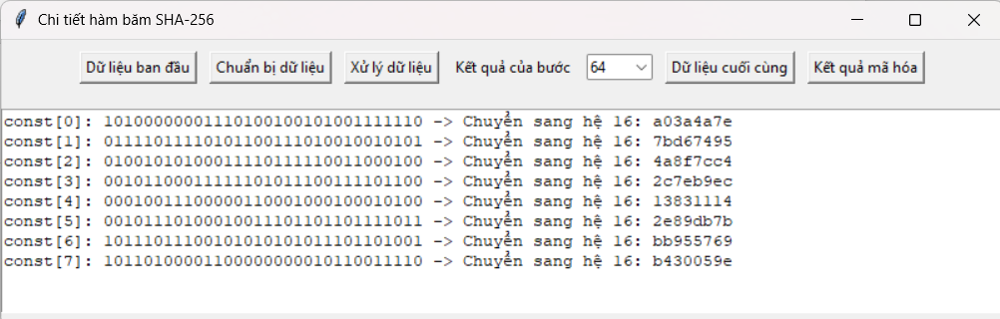 Chi tiết hàm băm SHA-256
Dữ liệu ban đầu Chuẩn bị dữ liệu Xử lý dữ liệu Kết quả của bước 64 Dữ liệu cuối cùng Kết quả mã hóa
const[0]: 10100000001110100100101001111110 -> Chuyển sang hệ 16: a03a4a7e
const[1]: 01111011110101100111010010010101 -> Chuyển sang hệ 16: 7bd67495
const[2]: 01001010100011110111110011000100 -> Chuyển sang hệ 16: 4a8f7cc4
const[3]: 00101100011111101011100111101100 -> Chuyển sang hệ 16: 2c7eb9ec
const[4]: 00010011100000110001000100010100 -> Chuyển sang hệ 16: 13831114
const[5]: 00101110100010011101101101111011 -> Chuyển sang hệ 16: 2e89db7b
const[6]: 10111011100101010101011101101001 -> Chuyển sang hệ 16: bb955769
const[7]: 10110100001100000000010110011110 -> Chuyển sang hệ 16: b430059e